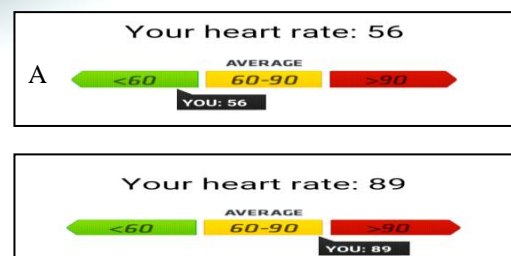 Your heart rate: 56
AVERAGE
A <60 60-90 >90
YOU: 56
Your heart rate: 89
AVERAGE
<60 60-90 >90
YOU: 89